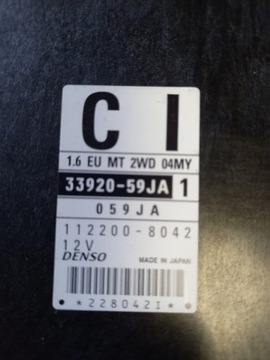 C I
1.6 EU MT 2WD 04MY
33920-59JA 1
059JA
112200-8042
12V
DENSO MADE IN JAPAN
*228042I*